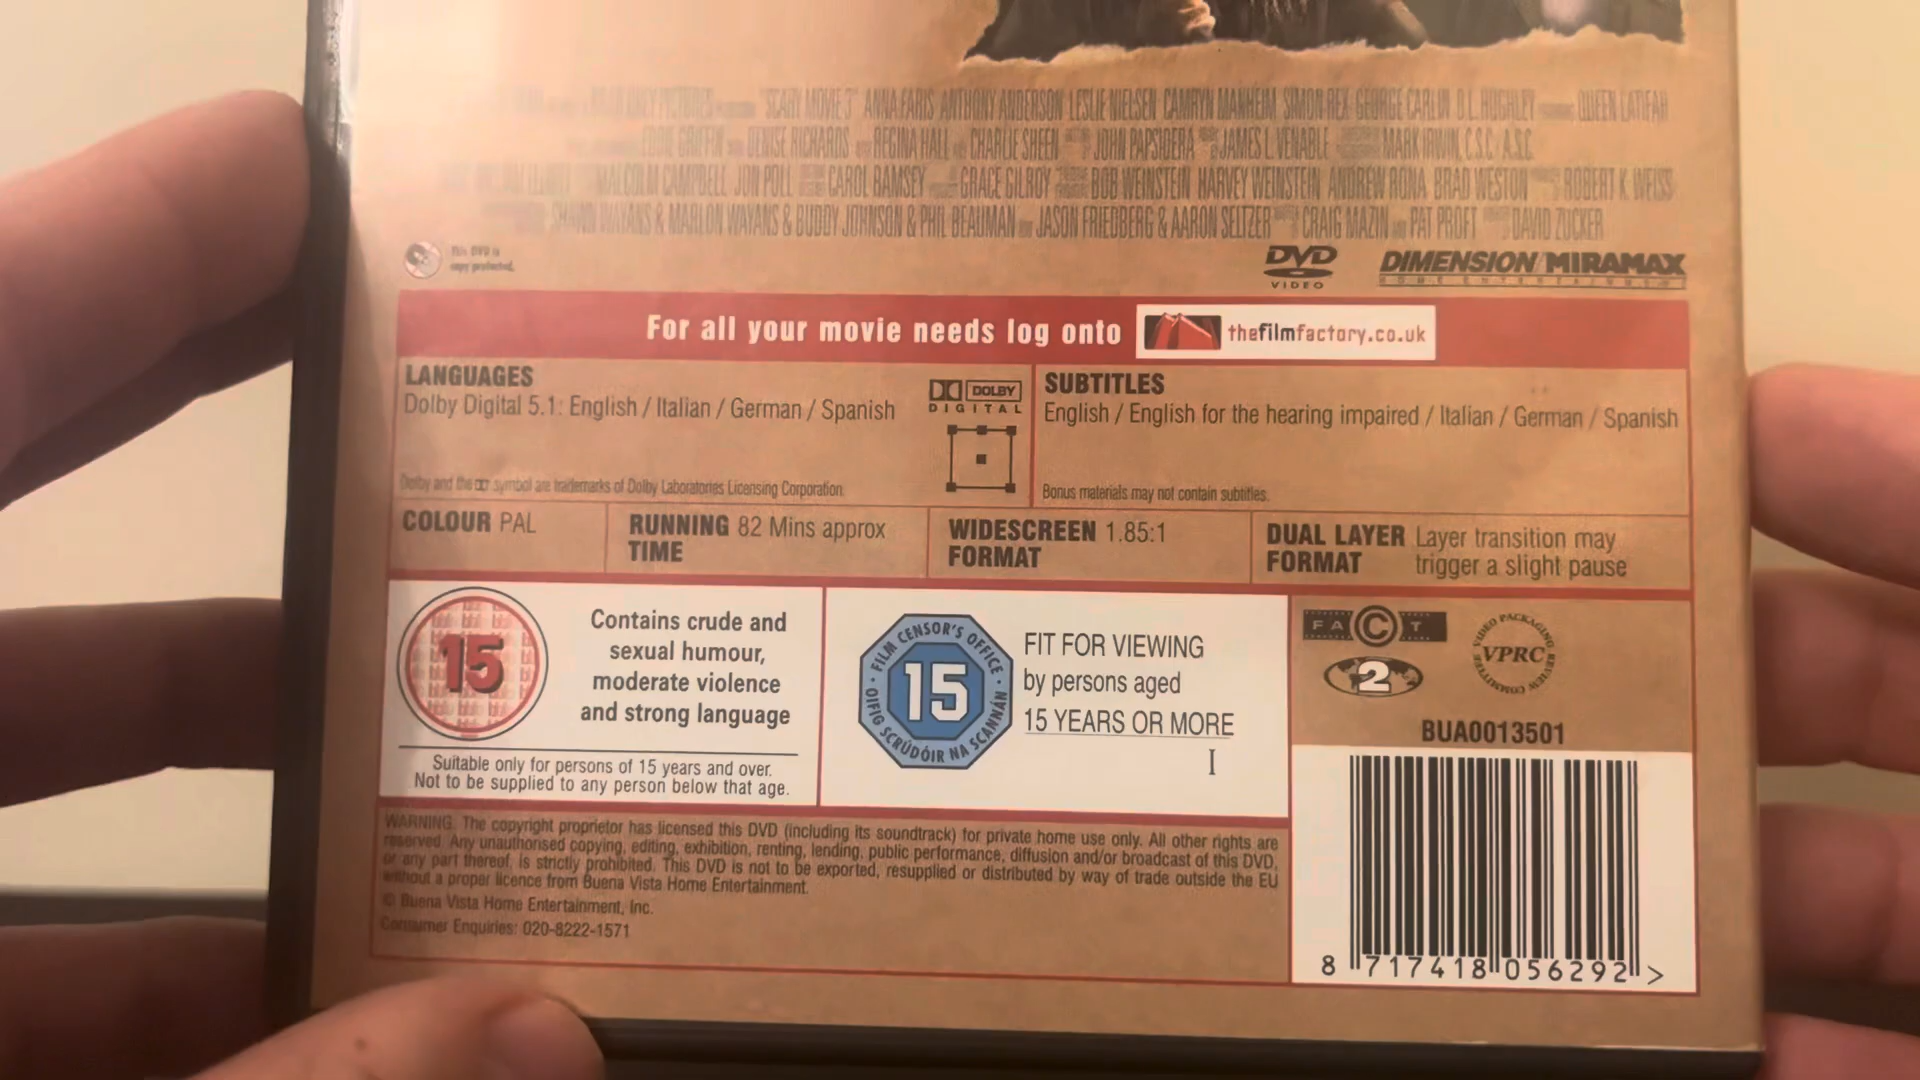 "SCARY MOVIE 3" ANNA FARIS ANTHONY ANDERSON LESLIE NIELSEN CAMRYN MANHEIM SIMON REX GEORGE CARLIN D.L. HUGHLEY QUEEN LATIFAH
EDDIE GRIFFIN DENISE RICHARDS REGINA HALL CHARLIE SHEEN JOHN PAPSIDERA JAMES L. VENABLE MARK IRWIN, C.S.C. A.S.C.
MALCOLM CAMPBELL JON POLL CAROL RAMSEY GRACE GILROY BOB WEINSTEIN HARVEY WEINSTEIN ANDREW RONA BRAD WESTON ROBERT K. WEISS
SHAWN WAYANS & MARLON WAYANS & BUDDY JOHNSON & PHIL BEAUMAN JASON FRIEDBERG & AARON SELTZER CRAIG MAZIN PAT PROFT DAVID ZUCKER
This DVD is
copy protected.
DVD
VIDEO
DIMENSION/MIRAMAX
HOME ENTERTAINMENT
For all your movie needs log onto thefilmfactory.co.uk
LANGUAGES
Dolby Digital 5.1: English / Italian / German / Spanish
DOLBY
DIGITAL
Dolby and the symbol are trademarks of Dolby Laboratories Licensing Corporation.
SUBTITLES
English / English for the hearing impaired / Italian / German / Spanish
Bonus materials may not contain subtitles.
COLOUR PAL
RUNNING 82 Mins approx
TIME
WIDESCREEN 1.85:1
FORMAT
DUAL LAYER Layer transition may
FORMAT trigger a slight pause
15
Contains crude and
sexual humour,
moderate violence
and strong language
Suitable only for persons of 15 years and over.
Not to be supplied to any person below that age.
FILM CENSOR'S OFFICE
15
OIFIG SCRÚDÓIR NA SCANNÁN
FIT FOR VIEWING
by persons aged
15 YEARS OR MORE
I
FACT
2
VIDEO PACKAGING REVIEW COMMITTEE
VPRC
BUA0013501
WARNING. The copyright proprietor has licensed this DVD (including its soundtrack) for private home use only. All other rights are
reserved. Any unauthorised copying, editing, exhibition, renting, lending, public performance, diffusion and/or broadcast of this DVD,
or any part thereof, is strictly prohibited. This DVD is not to be exported, resupplied or distributed by way of trade outside the EU
without a proper licence from Buena Vista Home Entertainment.
© Buena Vista Home Entertainment, Inc.
Consumer Enquiries: 020-8222-1571
8 717418 056292 >